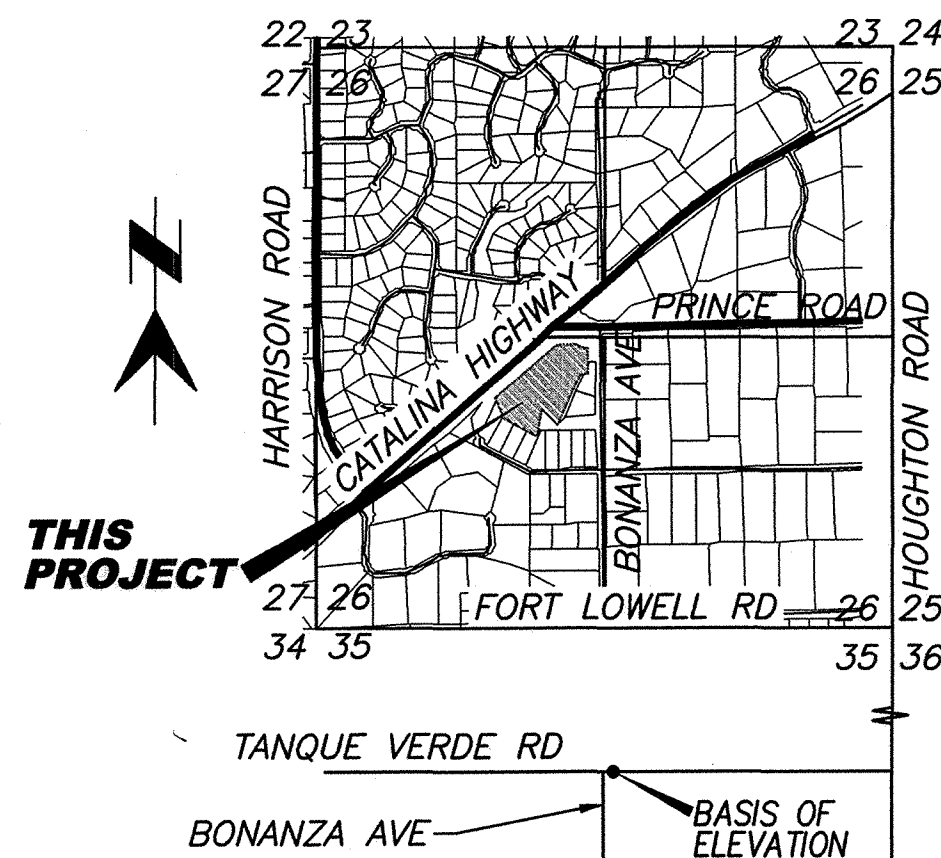 22 23
23 24
27 26
26 25
N
HARRISON ROAD
CATALINA HIGHWAY
PRINCE ROAD
BONANZA AVE
HOUGHTON ROAD
THIS
PROJECT
27 26
FORT LOWELL RD
26 25
34 35
35 36
TANQUE VERDE RD
BONANZA AVE
BASIS OF
ELEVATION